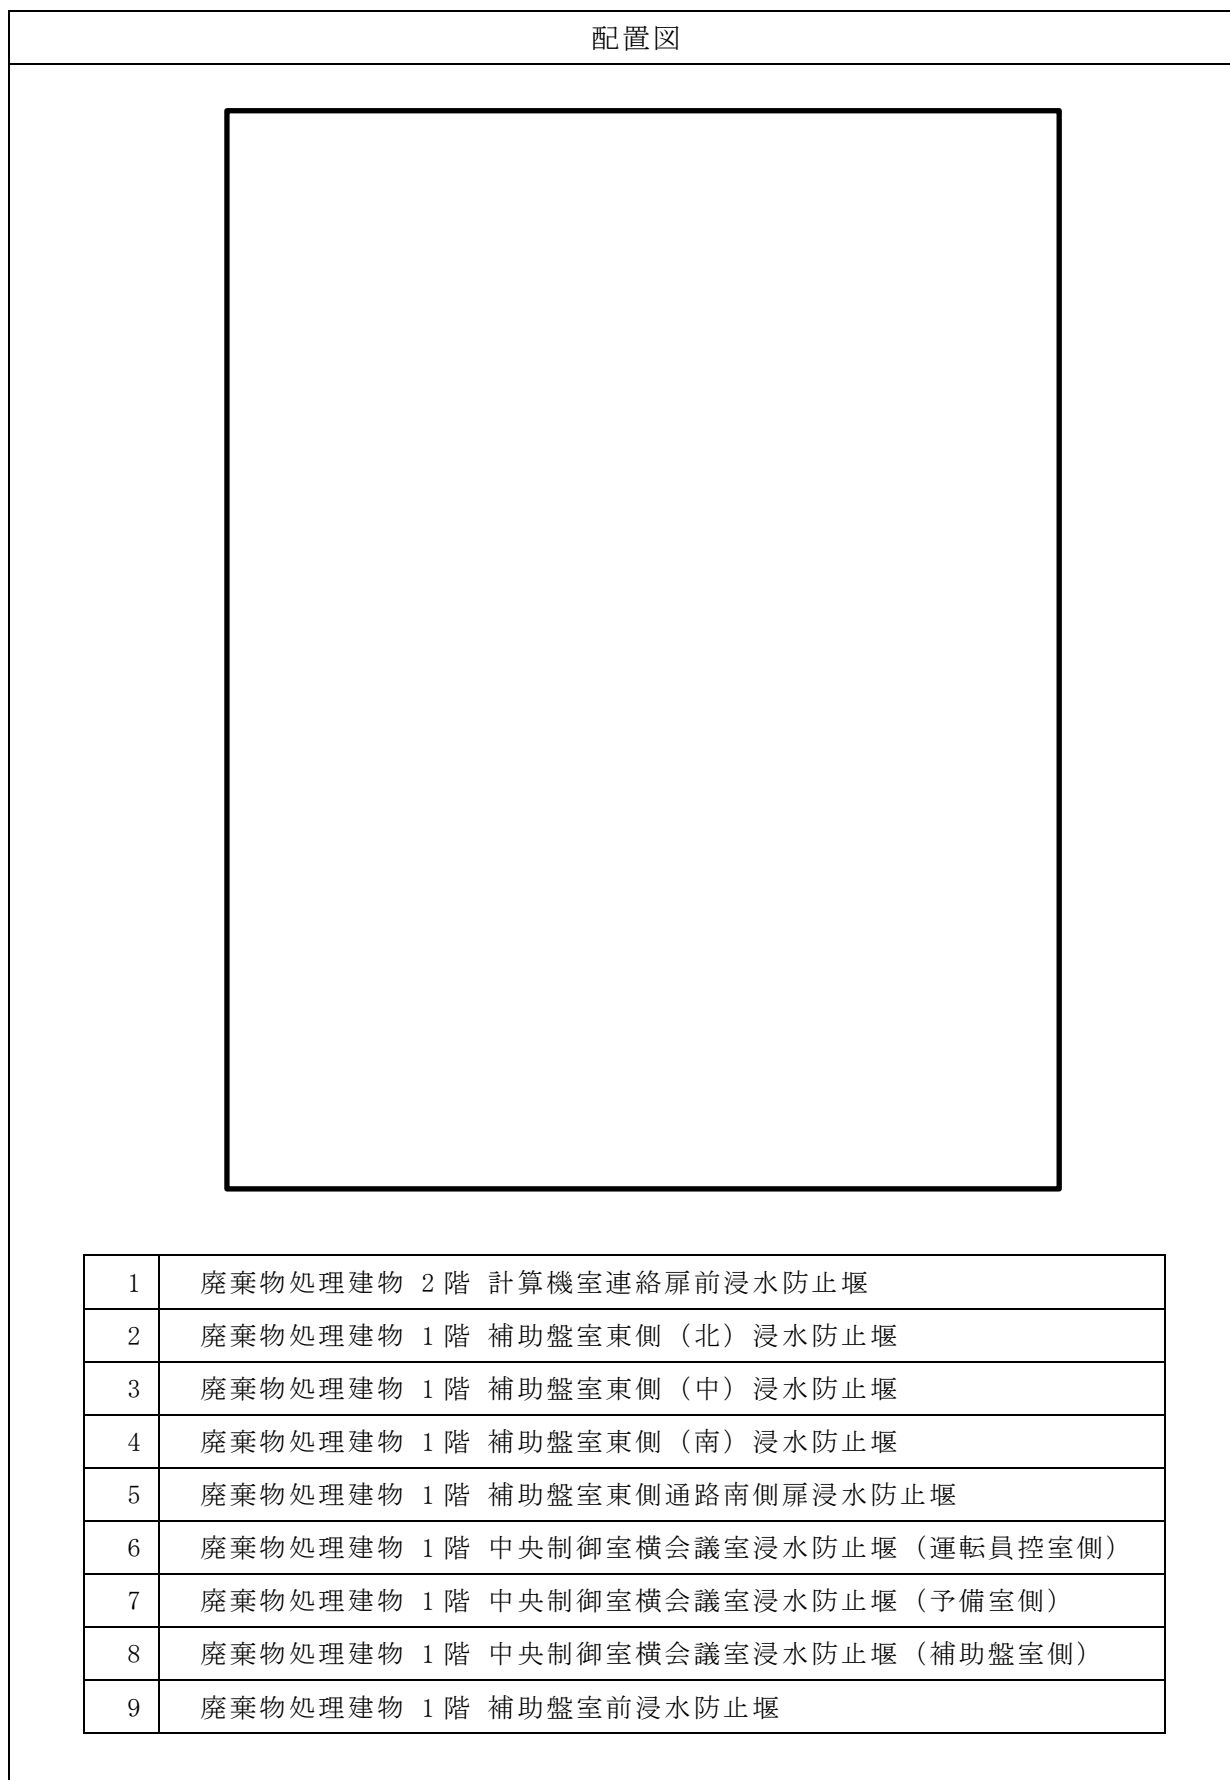 配置図
1 廃棄物処理建物 2階 計算機室連絡扉前浸水防止堰
2 廃棄物処理建物 1階 補助盤室東側（北）浸水防止堰
3 廃棄物処理建物 1階 補助盤室東側（中）浸水防止堰
4 廃棄物処理建物 1階 補助盤室東側（南）浸水防止堰
5 廃棄物処理建物 1階 補助盤室東側通路南側扉浸水防止堰
6 廃棄物処理建物 1階 中央制御室横会議室浸水防止堰（運転員控室側）
7 廃棄物処理建物 1階 中央制御室横会議室浸水防止堰（予備室側）
8 廃棄物処理建物 1階 中央制御室横会議室浸水防止堰（補助盤室側）
9 廃棄物処理建物 1階 補助盤室前浸水防止堰